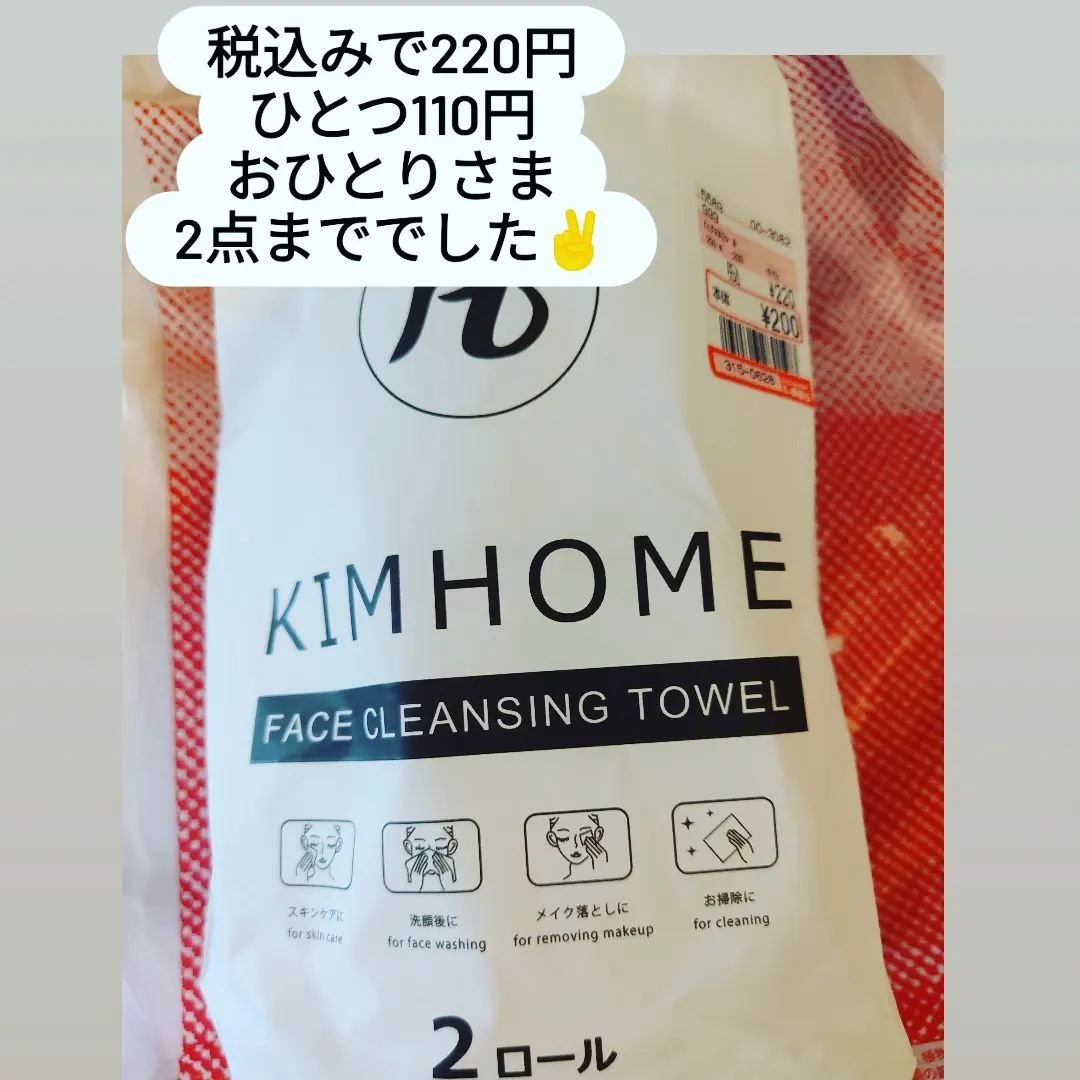 税込みで220円
ひとつ110円
おひとりさま
2点まででした✌
¥220
本体
¥200
315-0628
KIMHOME
FACE CLEANSING TOWEL
スキンケアに
for skin care
洗顔後に
for face washing
メイク落としに
for removing makeup
お掃除に
for cleaning
2 ロール